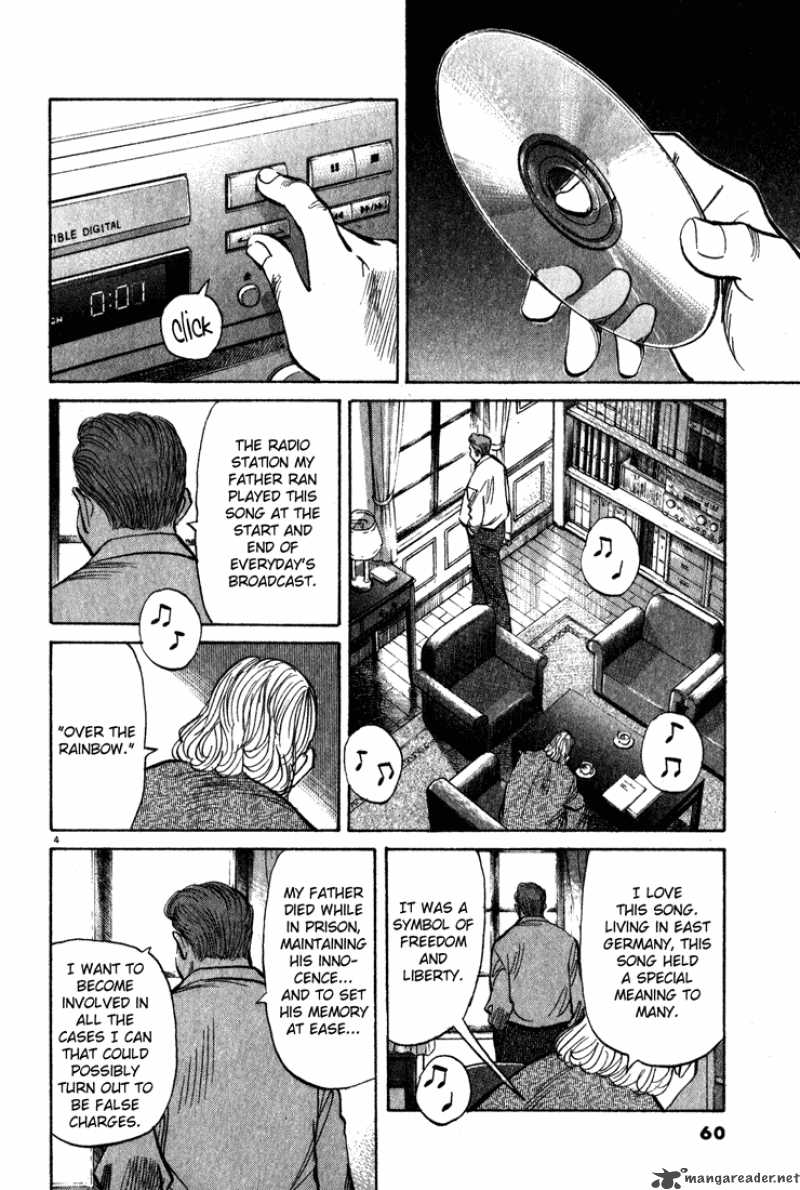 TIBLE DIGITAL
0:01
CH
click
THE RADIO
STATION MY
FATHER RAN
PLAYED THIS
SONG AT THE
START AND
END OF
EVERYDAY'S
BROADCAST.
"OVER THE
RAINBOW."
4
I LOVE
THIS SONG.
LIVING IN EAST
GERMANY, THIS
SONG HELD
A SPECIAL
MEANING TO
MANY.
IT WAS A
SYMBOL OF
FREEDOM
AND
LIBERTY.
MY FATHER
DIED WHILE
IN PRISON,
MAINTAINING
HIS INNO-
CENCE...
...AND TO SET
HIS MEMORY
AT EASE...
I WANT TO
BECOME
INVOLVED IN
ALL THE
CASES I CAN
THAT COULD
POSSIBLY
TURN OUT TO
BE FALSE
CHARGES.
60
mangareader.net